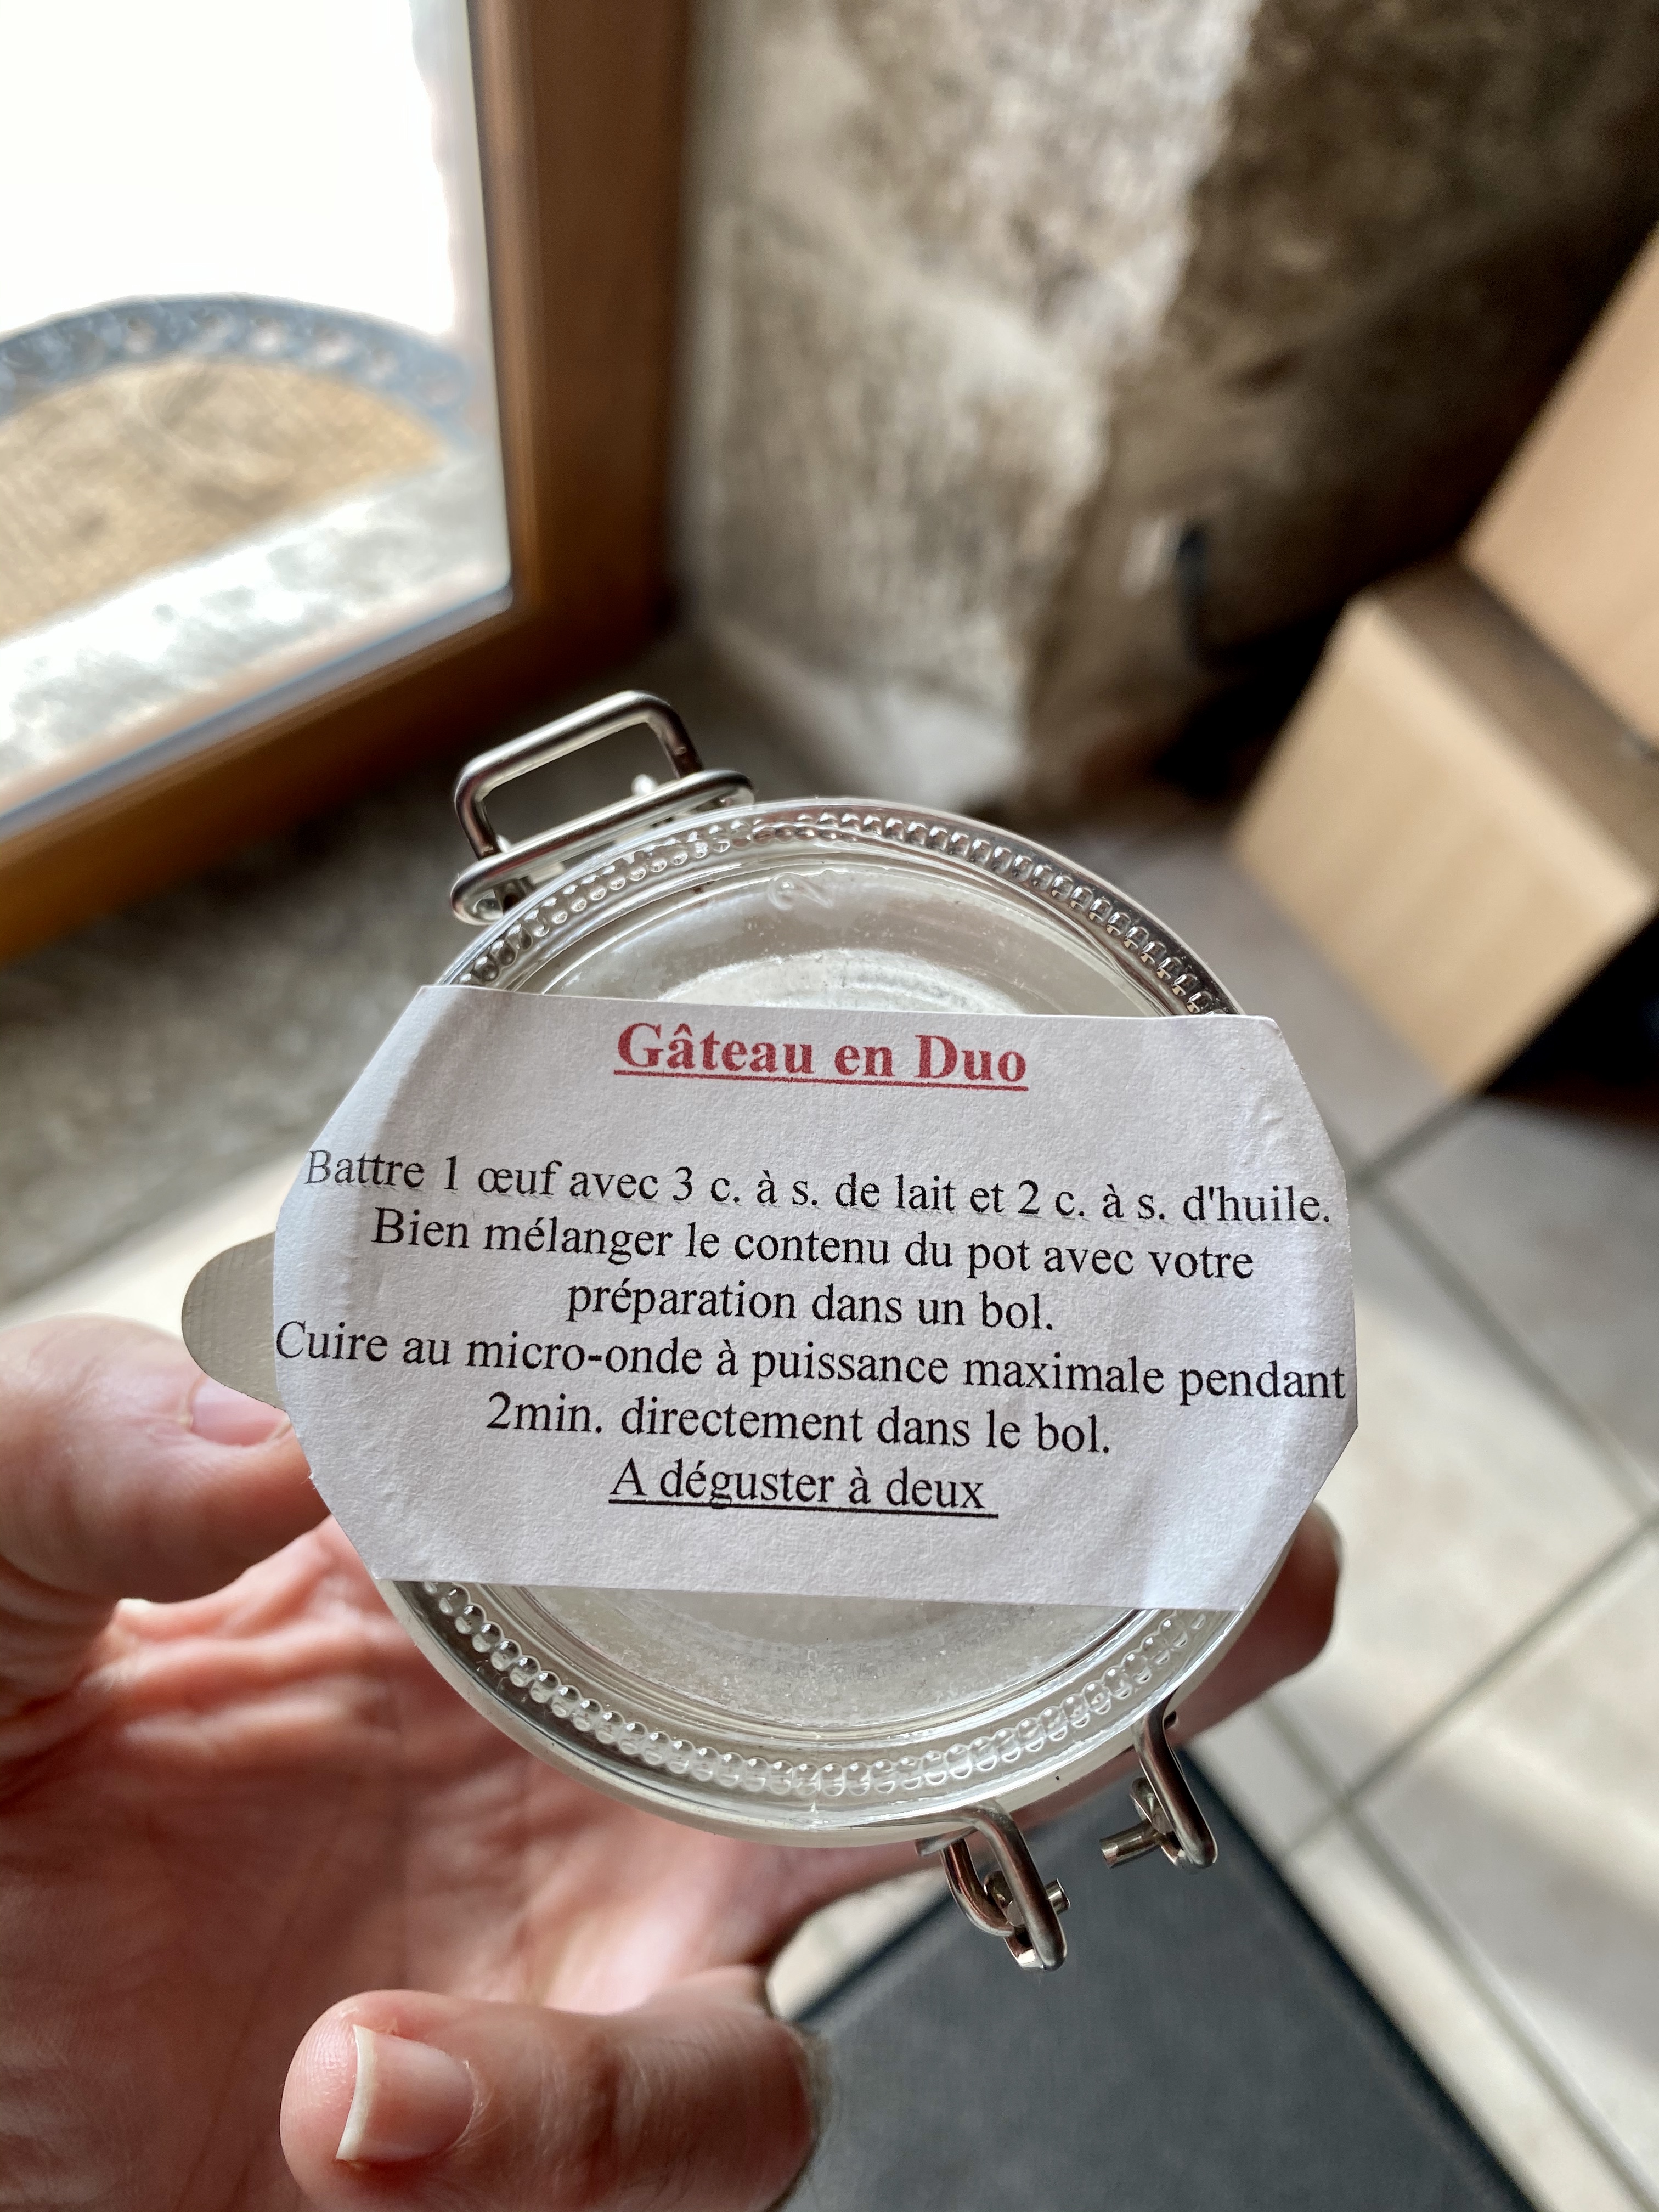 Gâteau en Duo
Battre 1 œuf avec 3 c. à s. de lait et 2 c. à s. d'huile.
Bien mélanger le contenu du pot avec votre
préparation dans un bol.
Cuire au micro-onde à puissance maximale pendant
2min. directement dans le bol.
A déguster à deux